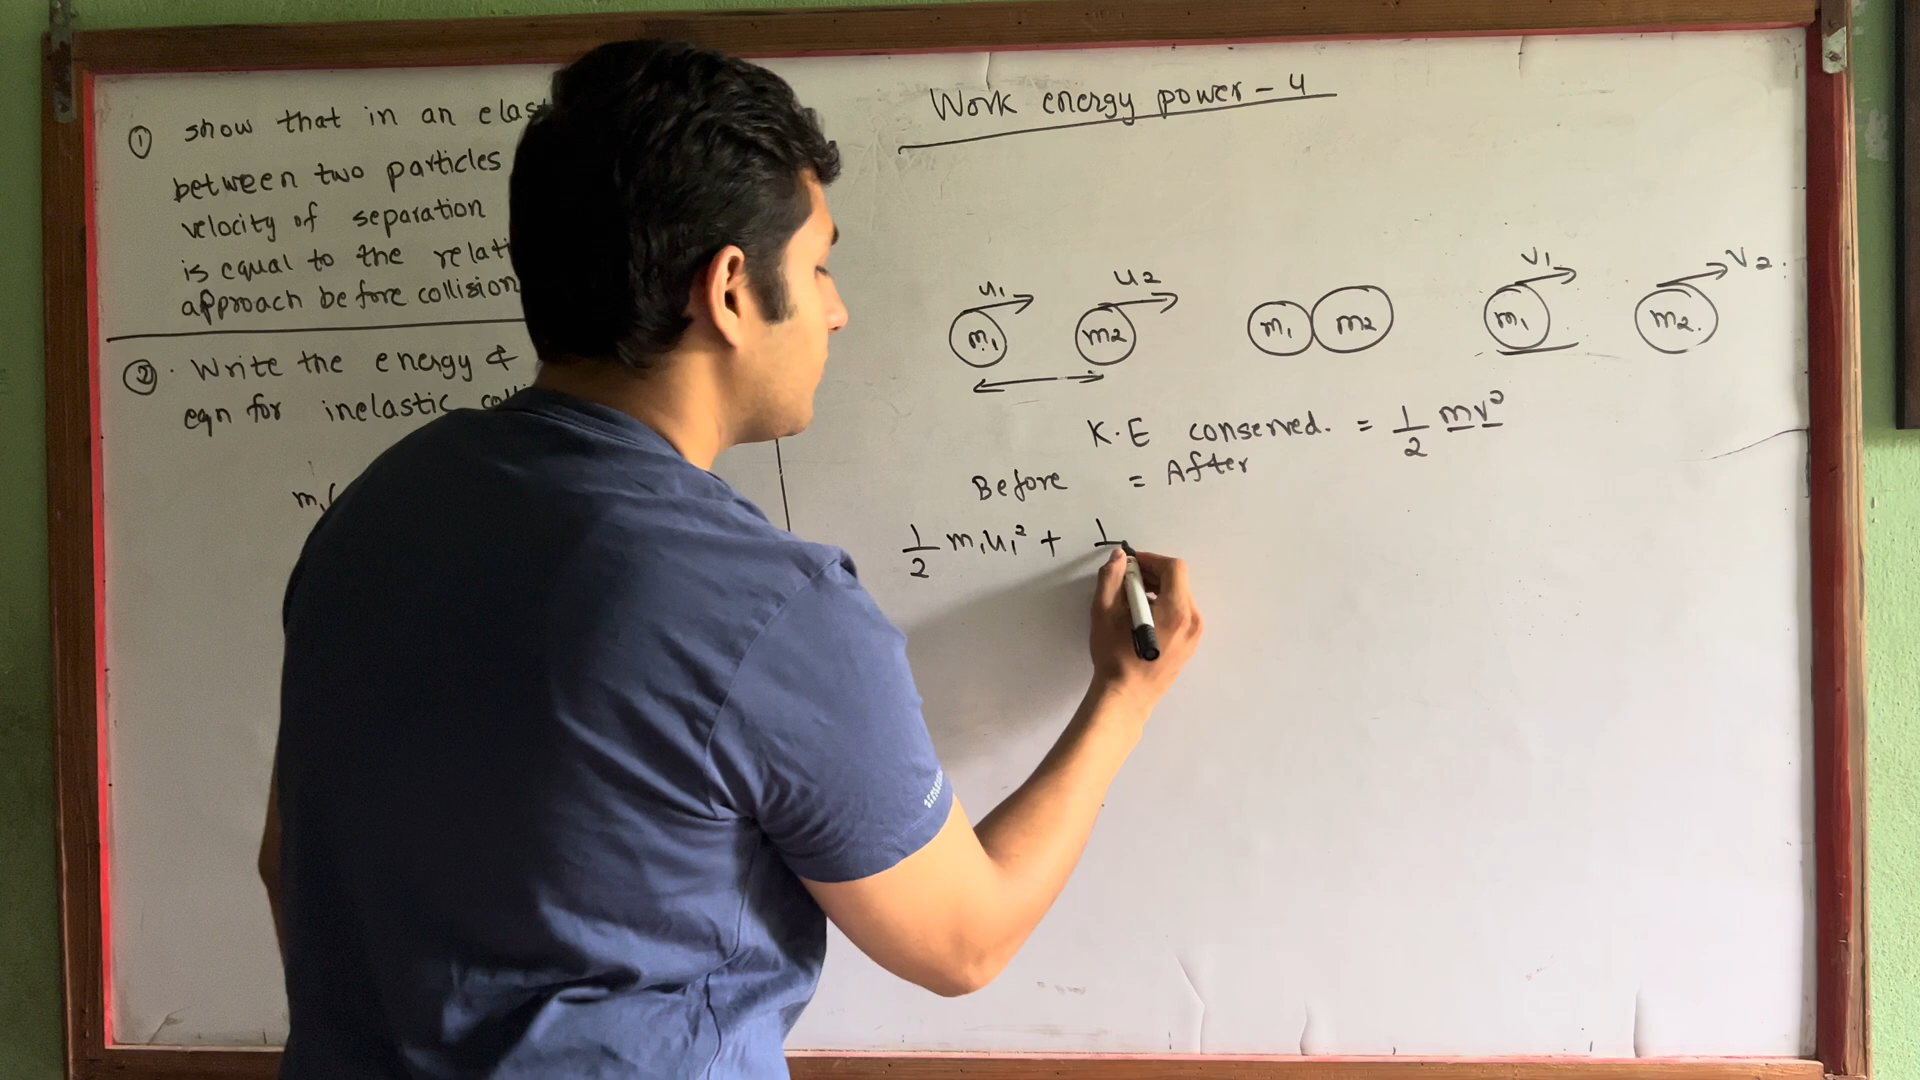 ① show that in an elas
between two particles
velocity of separation
is equal to the relati
approach before collision
② . Write the energy &
eqn for inelastic
m₁(
Work energy power - 4
u₁
u₂
v₁
v₂ .
m₁
m₂
m₁
m₂
m₁
m₂.
K.E conserved. = 1/2 mv²
Before = After
1/2 m₁u₁² + 1